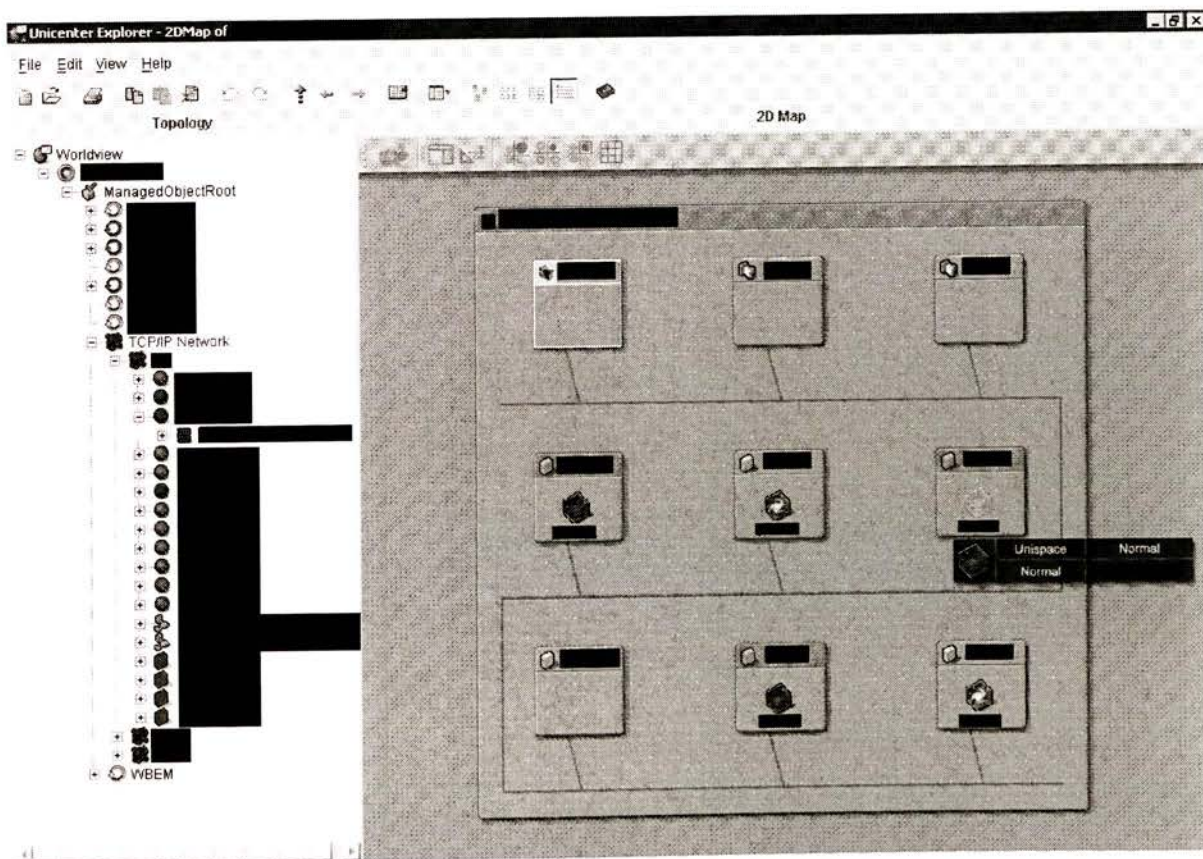 Unicenter Explorer - 2DMap of
File Edit View Help
Topology
2D Map
Worldview
ManagedObjectRoot
TCP/IP Network
WBEM
Unispace Normal
Normal